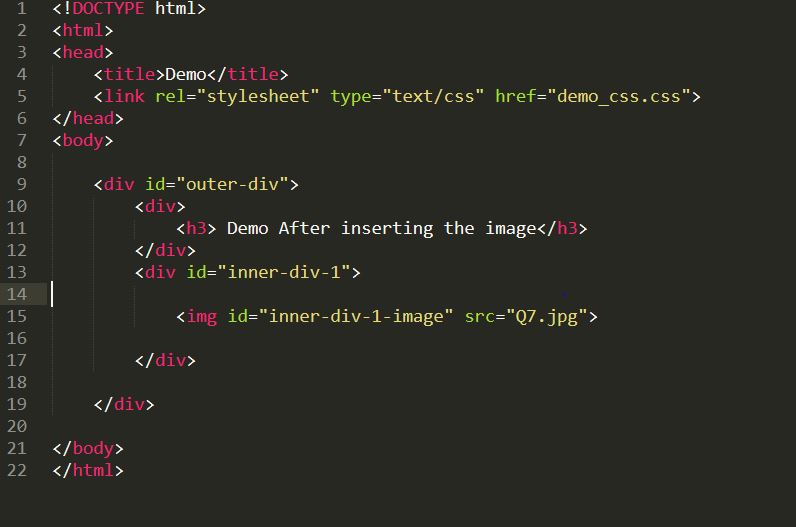 1 <!DOCTYPE html>
2 <html>
3 <head>
4     <title>Demo</title>
5     <link rel="stylesheet" type="text/css" href="demo_css.css">
6 </head>
7 <body>
8
9     <div id="outer-div">
10         <div>
11             <h3> Demo After inserting the image</h3>
12         </div>
13         <div id="inner-div-1">
14
15             <img id="inner-div-1-image" src="Q7.jpg">
16
17         </div>
18
19     </div>
20
21 </body>
22 </html>